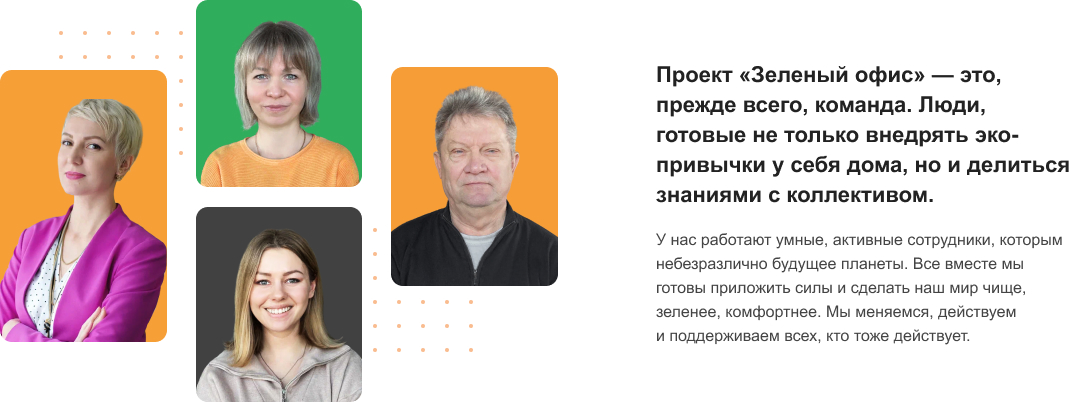 Проект «Зеленый офис» — это,
прежде всего, команда. Люди,
готовые не только внедрять эко-
привычки у себя дома, но и делиться
знаниями с коллективом.
У нас работают умные, активные сотрудники, которым
небезразлично будущее планеты. Все вместе мы
готовы приложить силы и сделать наш мир чище,
зеленее, комфортнее. Мы меняемся, действуем
и поддерживаем всех, кто тоже действует.